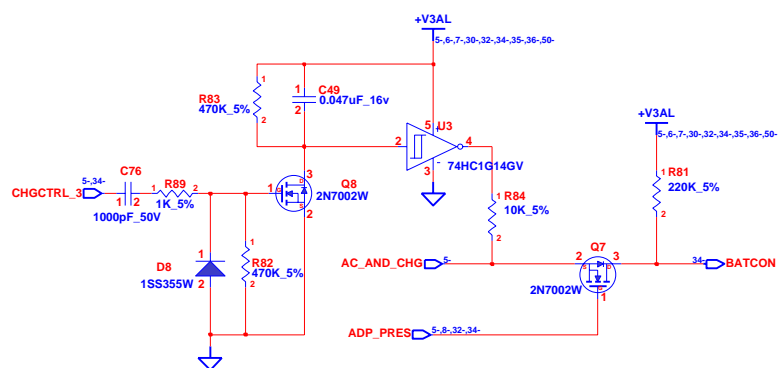 +V3AL
5-,6-,7-,30-,32-,34-,35-,36-,50-
1
R83
470K_5%
2
1
C49
2
0.047uF_16v
5
+
U3
2
4
3
-
74HC1G14GV
+V3AL
5-,6-,7-,30-,32-,34-,35-,36-,50-
1
R81
220K_5%
2
CHGCTRL_3
5-,34-
C76
1 2
1000pF_50V
1
R89
2
1K_5%
1
G
D
S
3
Q8
2N7002W
2
1
R84
10K_5%
2
1
D8
2
1SS355W
1
R82
470K_5%
2
AC_AND_CHG
5-
Q7
2
S
D
3
G
1
2N7002W
34-
BATCON
ADP_PRES
5-,8-,32-,34-